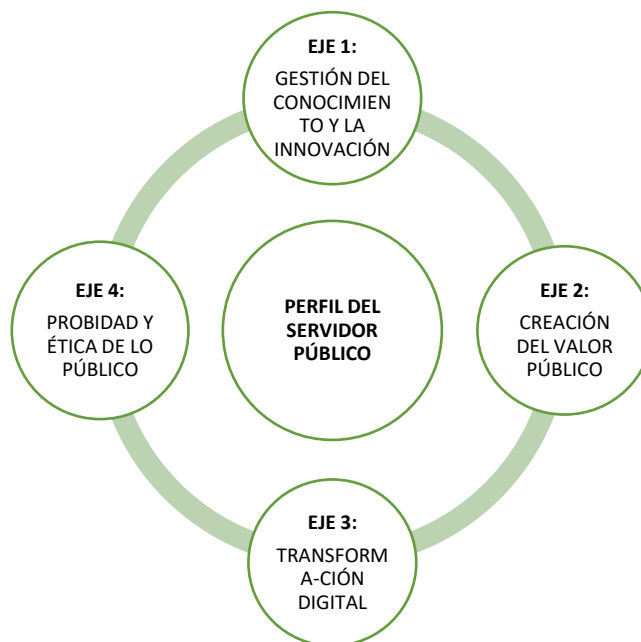 EJE 1:
GESTIÓN DEL
CONOCIMIEN
TO Y LA
INNOVACIÓN
EJE 4:
PROBIDAD Y
ÉTICA DE LO
PÚBLICO
PERFIL DEL
SERVIDOR
PÚBLICO
EJE 2:
CREACIÓN
DEL VALOR
PÚBLICO
EJE 3:
TRANSFORM
A-CIÓN
DIGITAL